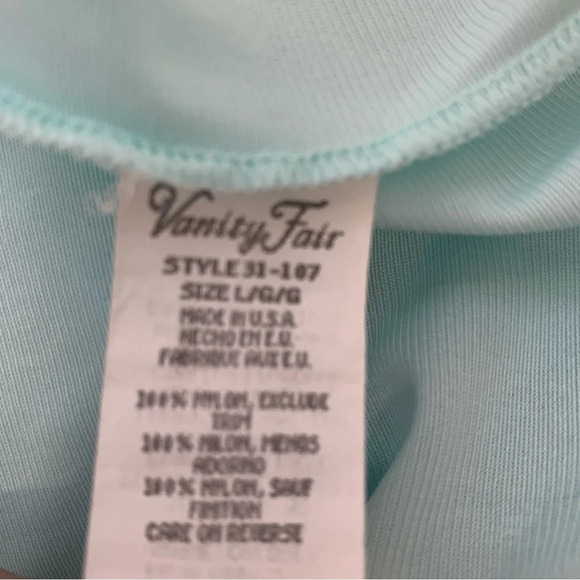 Vanity Fair
STYLE 31-107
SIZE L/G/G
MADE IN U.S.A.
HECHO EN E.U.
FABRIQUE AUX E.U.
100% NYLON, EXCLUDE
TRIM
100% NILON, MENOS
ADORNO
100% NYLON, SAUF
FINITION
CARE ON REVERSE